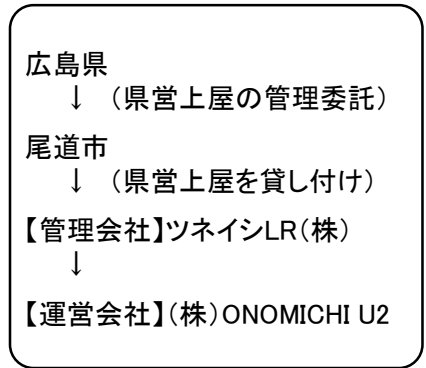 広島県
↓ （県営上屋の管理委託）
尾道市
↓ （県営上屋を貸し付け）
【管理会社】ツネイシLR（株）
↓
【運営会社】（株）ONOMICHI U2